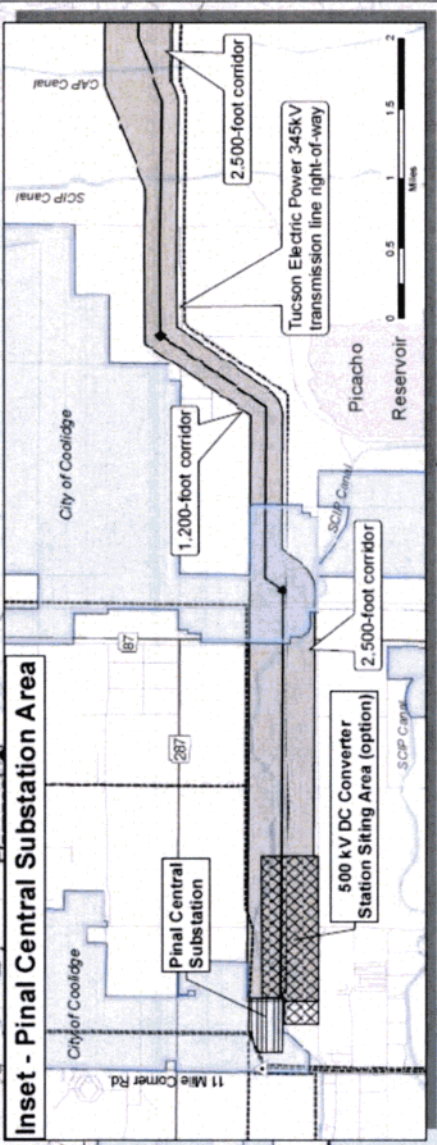 Inset - Pinal Central Substation Area
City of Coolidge
11 Mile Corner Rd.
Pinal Central
Substation
500 kV DC Converter
Station Siting Area (option)
287
87
SCIP Canal
2,500-foot corridor
City of Coolidge
1,200-foot corridor
SCIP Canal
Picacho
Reservoir
Tucson Electric Power 345kV
transmission line right-of-way
2,500-foot corridor
SCIP Canal
CAP Canal
0
0.5
1
1.5
2
Miles